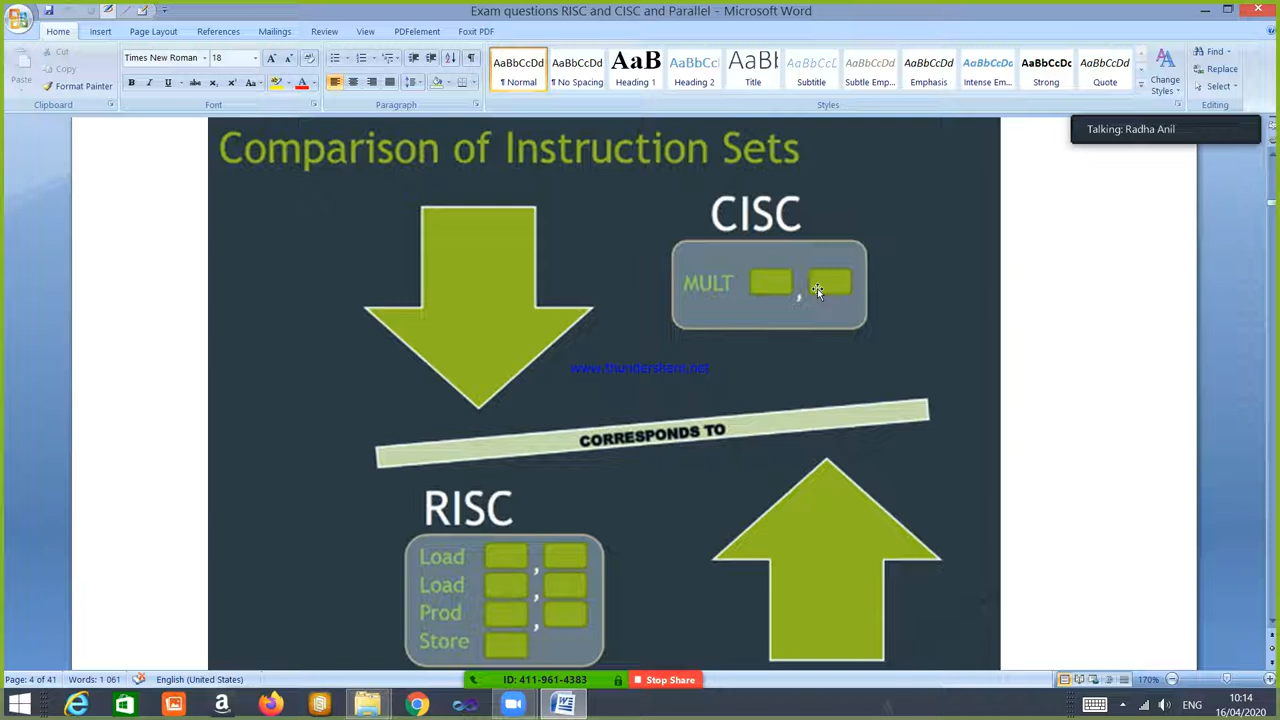 Exam questions RISC and CISC and Parallel - Microsoft Word
Home Insert Page Layout References Mailings Review View PDFelement Foxit PDF
Cut
Copy
Format Painter
Paste
Clipboard
Times New Roman 18
Font
Paragraph
AaBbCcDd AaBbCcDd AaBbC AaBbCc AaBbC AaBbCcL AaBbCcDd AaBbCcDd AaBbCcDc AaBbCcDd AaBbCcDd
¶ Normal ¶ No Spacing Heading 1 Heading 2 Title Subtitle Subtle Emp... Emphasis Intense Em... Strong Quote
Change Styles
Styles
Find
Replace
Select
Editing
Talking: Radha Anil
Comparison of Instruction Sets
CISC
MULT ,
CORRESPONDS TO
RISC
Load ,
Load ,
Prod ,
Store
Page: 4 of 41 Words: 1 061 English (United Kingdom)
ID: 411-961-4383 Stop Share
170%
ENG
10:14
16/04/2020